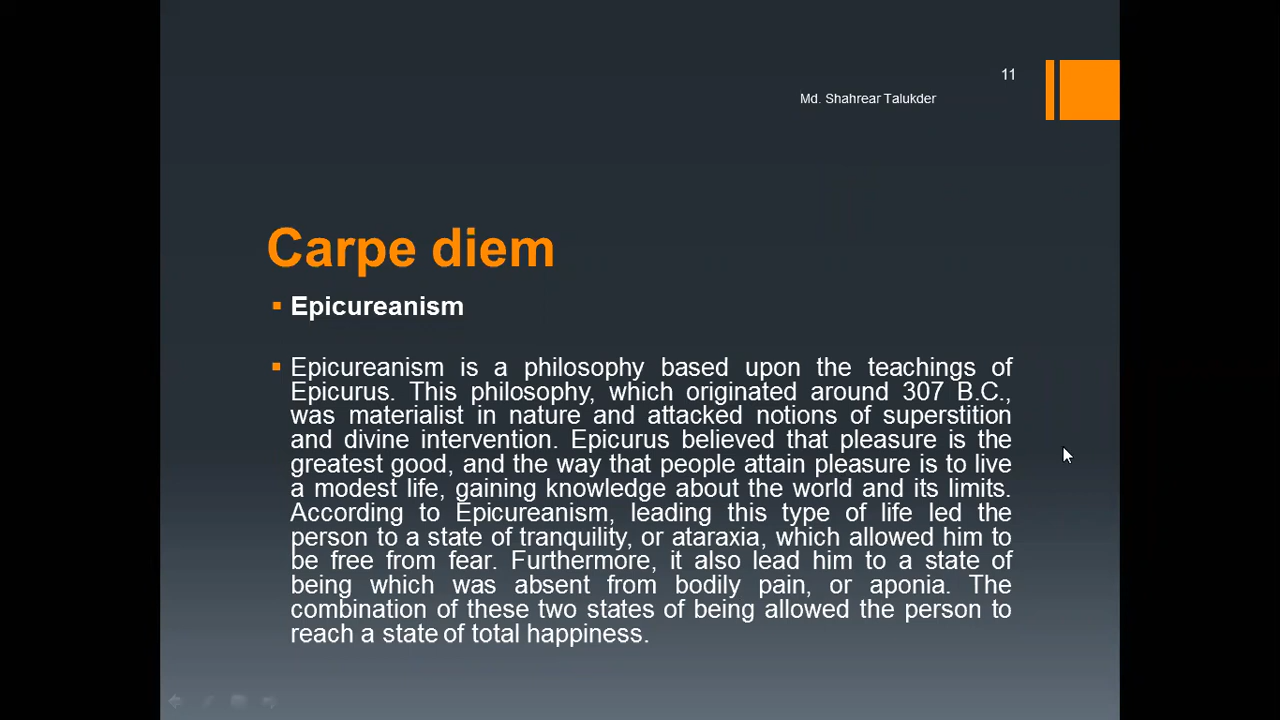 11
Md. Shahrear Talukder
Carpe diem
Epicureanism
Epicureanism is a philosophy based upon the teachings of
Epicurus. This philosophy, which originated around 307 B.C.,
was materialist in nature and attacked notions of superstition
and divine intervention. Epicurus believed that pleasure is the
greatest good, and the way that people attain pleasure is to live
a modest life, gaining knowledge about the world and its limits.
According to Epicureanism, leading this type of life led the
person to a state of tranquility, or ataraxia, which allowed him to
be free from fear. Furthermore, it also lead him to a state of
being which was absent from bodily pain, or aponia. The
combination of these two states of being allowed the person to
reach a state of total happiness.